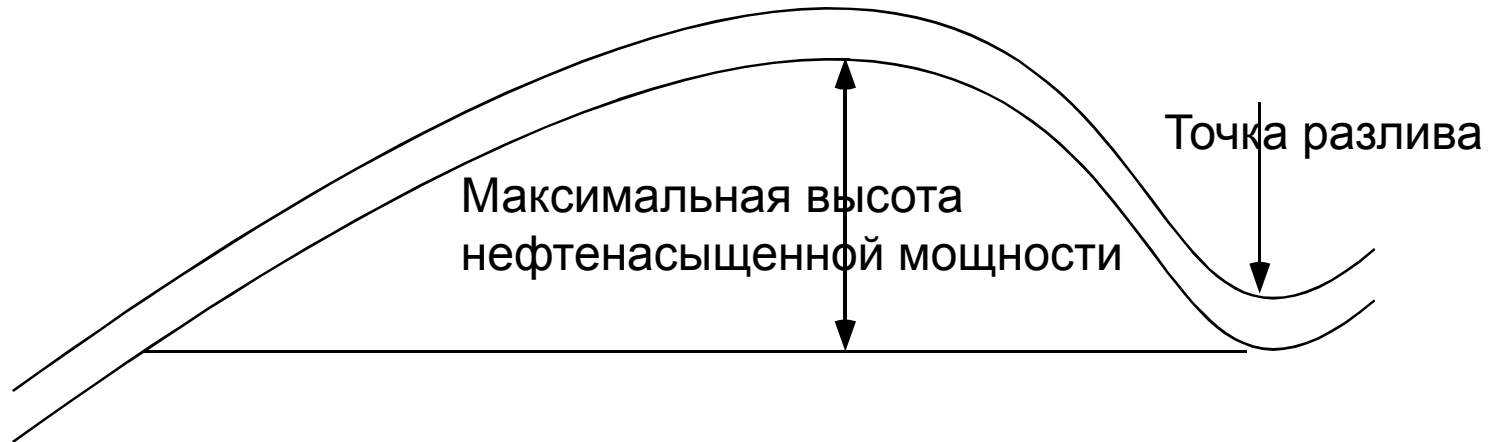 Точка разлива
Максимальная высота
нефтенасыщенной мощности